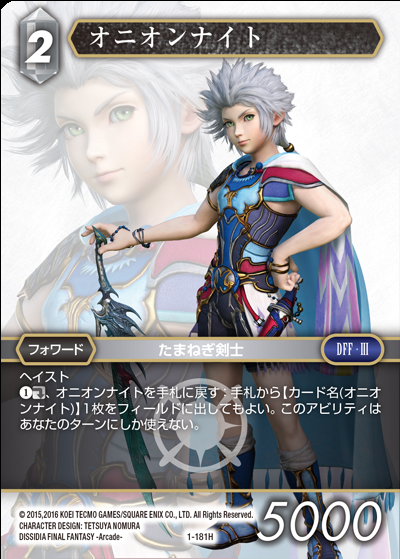 2
オニオンナイト
フォワード
たまねぎ剣士
DFF・Ⅲ
ヘイスト
❶、オニオンナイトを手札に戻す：手札から【カード名(オニオ
ンナイト)】1枚をフィールドに出してもよい。このアビリティは
あなたのターンにしか使えない。
© 2015,2016 KOEI TECMO GAMES/SQUARE ENIX CO., LTD. All Rights Reserved.
CHARACTER DESIGN: TETSUYA NOMURA
DISSIDIA FINAL FANTASY -Arcade-
1-181H
5000